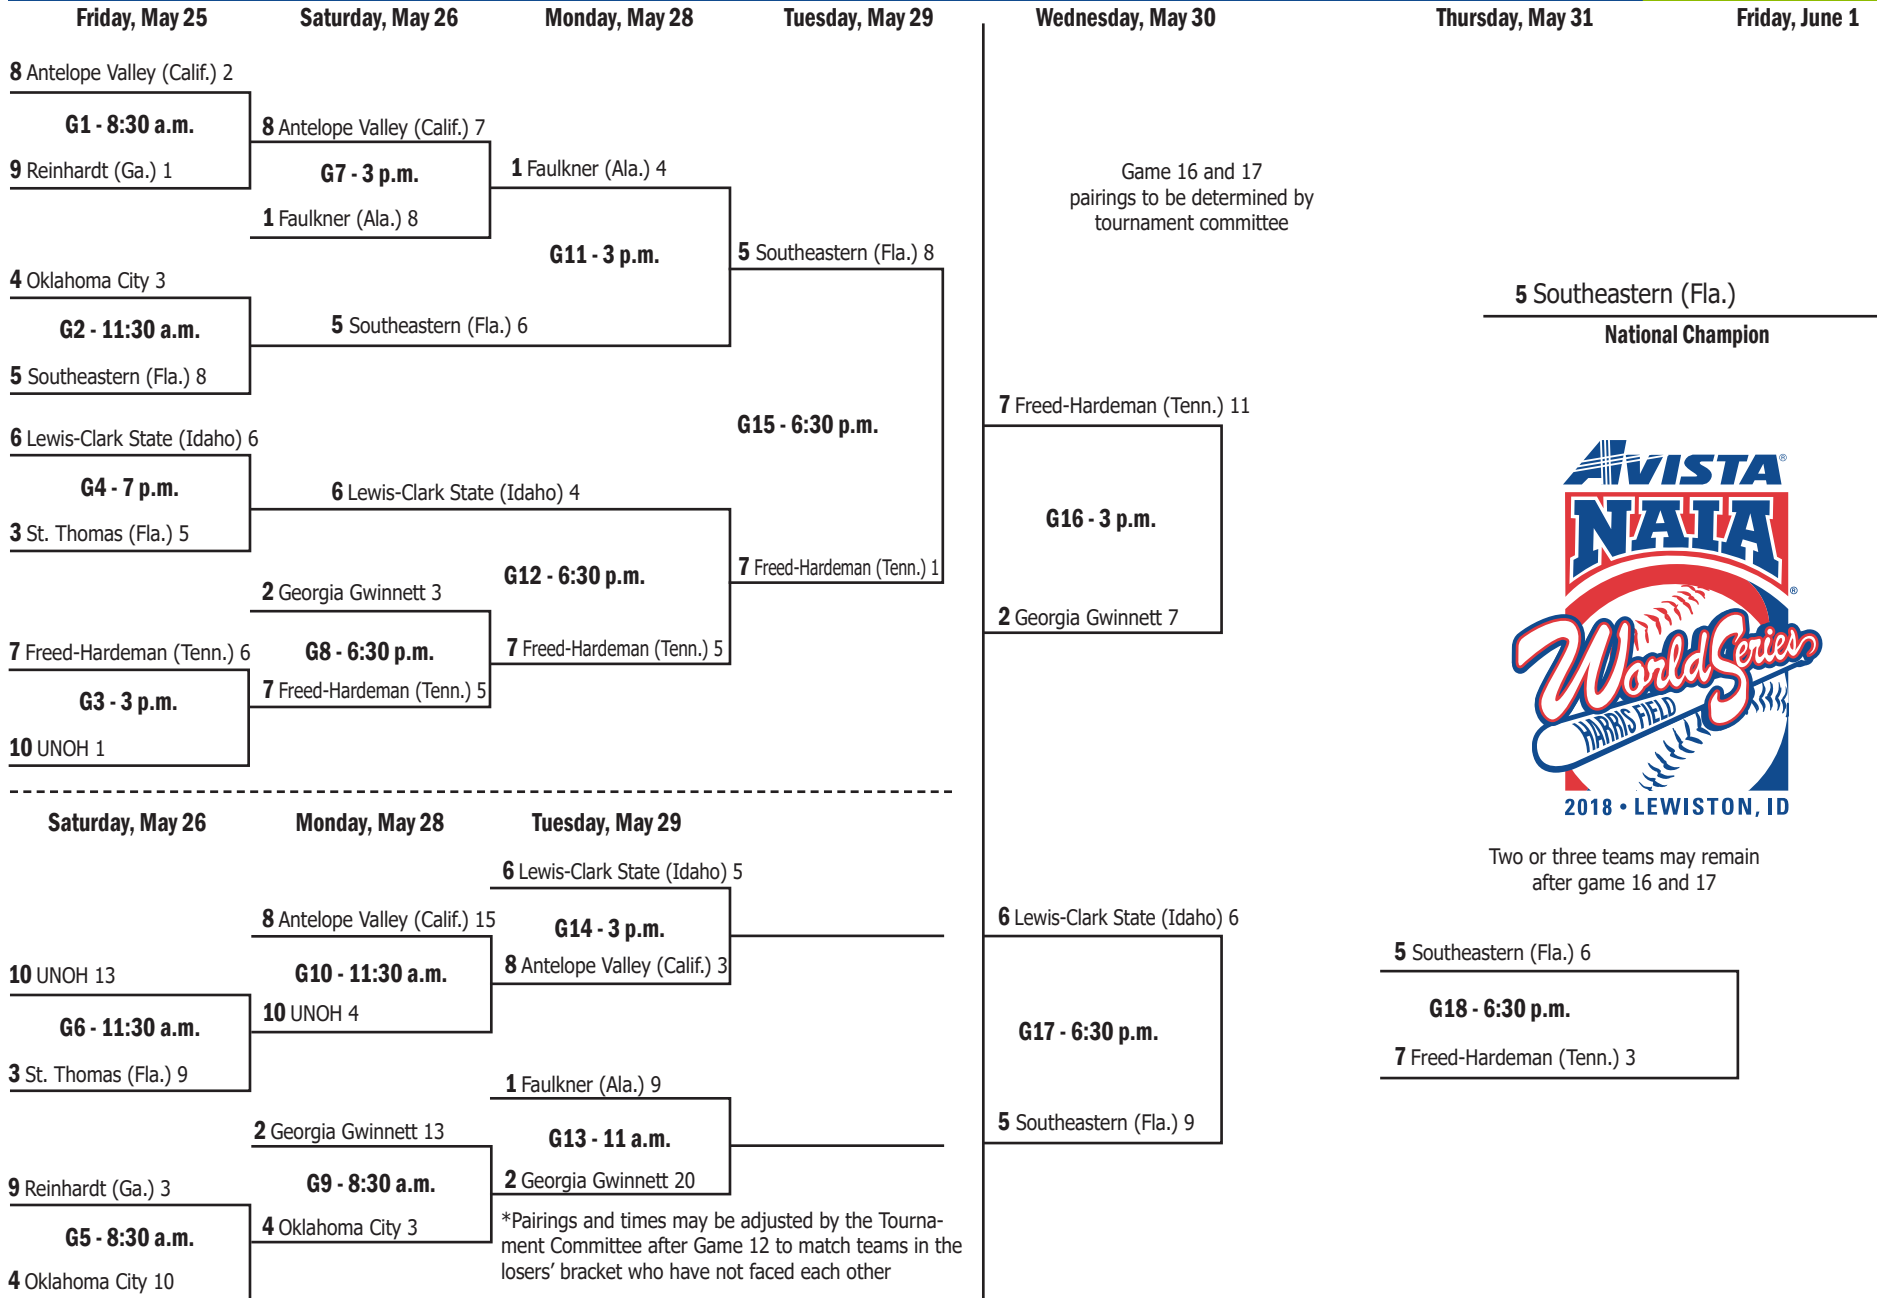 Friday, May 25
Saturday, May 26
Monday, May 28
Tuesday, May 29
Wednesday, May 30
Thursday, May 31
Friday, June 1
8 Antelope Valley (Calif.) 2
G1 - 8:30 a.m.
9 Reinhardt (Ga.) 1
4 Oklahoma City 3
G2 - 11:30 a.m.
5 Southeastern (Fla.) 8
6 Lewis-Clark State (Idaho) 6
G4 - 7 p.m.
3 St. Thomas (Fla.) 5
7 Freed-Hardeman (Tenn.) 6
G3 - 3 p.m.
10 UNOH 1
8 Antelope Valley (Calif.) 7
G7 - 3 p.m.
1 Faulkner (Ala.) 8
5 Southeastern (Fla.) 6
6 Lewis-Clark State (Idaho) 4
2 Georgia Gwinnett 3
G8 - 6:30 p.m.
7 Freed-Hardeman (Tenn.) 5
1 Faulkner (Ala.) 4
G11 - 3 p.m.
G12 - 6:30 p.m.
7 Freed-Hardeman (Tenn.) 5
5 Southeastern (Fla.) 8
G15 - 6:30 p.m.
7 Freed-Hardeman (Tenn.) 1
Saturday, May 26
Monday, May 28
Tuesday, May 29
10 UNOH 13
G6 - 11:30 a.m.
3 St. Thomas (Fla.) 9
9 Reinhardt (Ga.) 3
G5 - 8:30 a.m.
4 Oklahoma City 10
8 Antelope Valley (Calif.) 15
G10 - 11:30 a.m.
10 UNOH 4
2 Georgia Gwinnett 13
G9 - 8:30 a.m.
4 Oklahoma City 3
6 Lewis-Clark State (Idaho) 5
G14 - 3 p.m.
8 Antelope Valley (Calif.) 3
1 Faulkner (Ala.) 9
G13 - 11 a.m.
2 Georgia Gwinnett 20
*Pairings and times may be adjusted by the Tourna-
ment Committee after Game 12 to match teams in the
losers’ bracket who have not faced each other
Game 16 and 17
pairings to be determined by
tournament committee
7 Freed-Hardeman (Tenn.) 11
G16 - 3 p.m.
2 Georgia Gwinnett 7
6 Lewis-Clark State (Idaho) 6
G17 - 6:30 p.m.
5 Southeastern (Fla.) 9
5 Southeastern (Fla.)
National Champion
AVISTA®
NAIA®
World Series
HARRIS FIELD
2018 • LEWISTON, ID
Two or three teams may remain
after game 16 and 17
5 Southeastern (Fla.) 6
G18 - 6:30 p.m.
7 Freed-Hardeman (Tenn.) 3